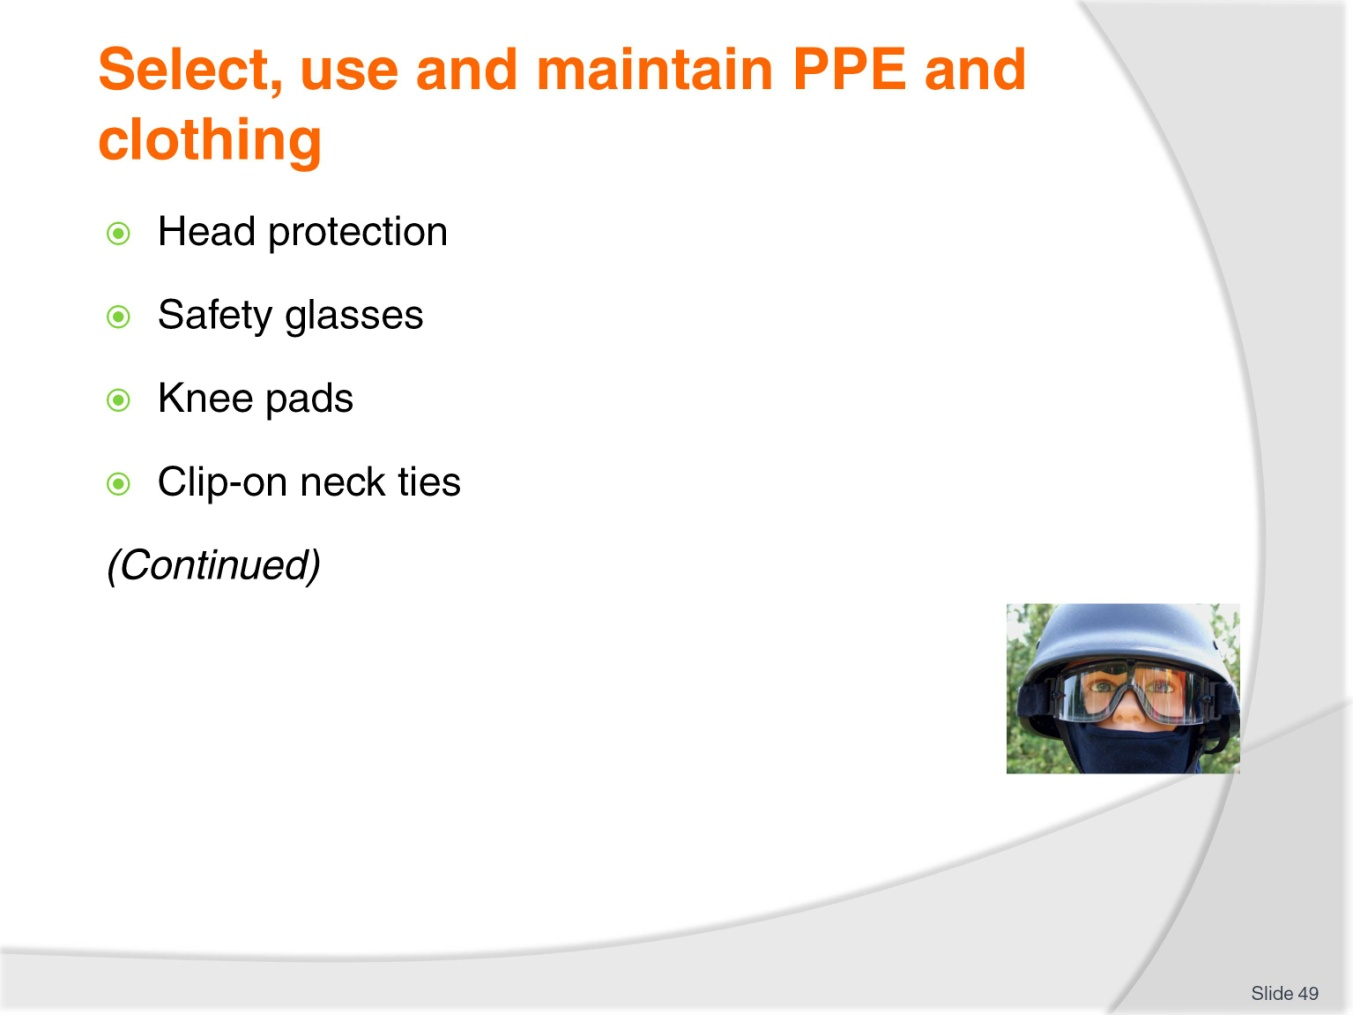 Select, use and maintain PPE and
clothing
Head protection
Safety glasses
Knee pads
Clip-on neck ties
(Continued)
Slide 49